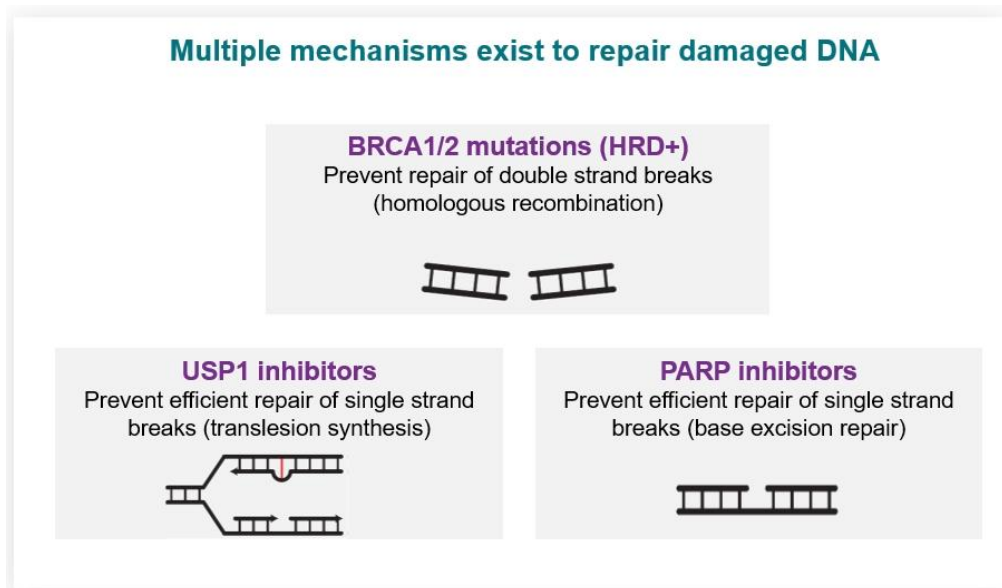 Multiple mechanisms exist to repair damaged DNA
BRCA1/2 mutations (HRD+)
Prevent repair of double strand breaks
(homologous recombination)
USP1 inhibitors
Prevent efficient repair of single strand
breaks (translesion synthesis)
PARP inhibitors
Prevent efficient repair of single strand
breaks (base excision repair)